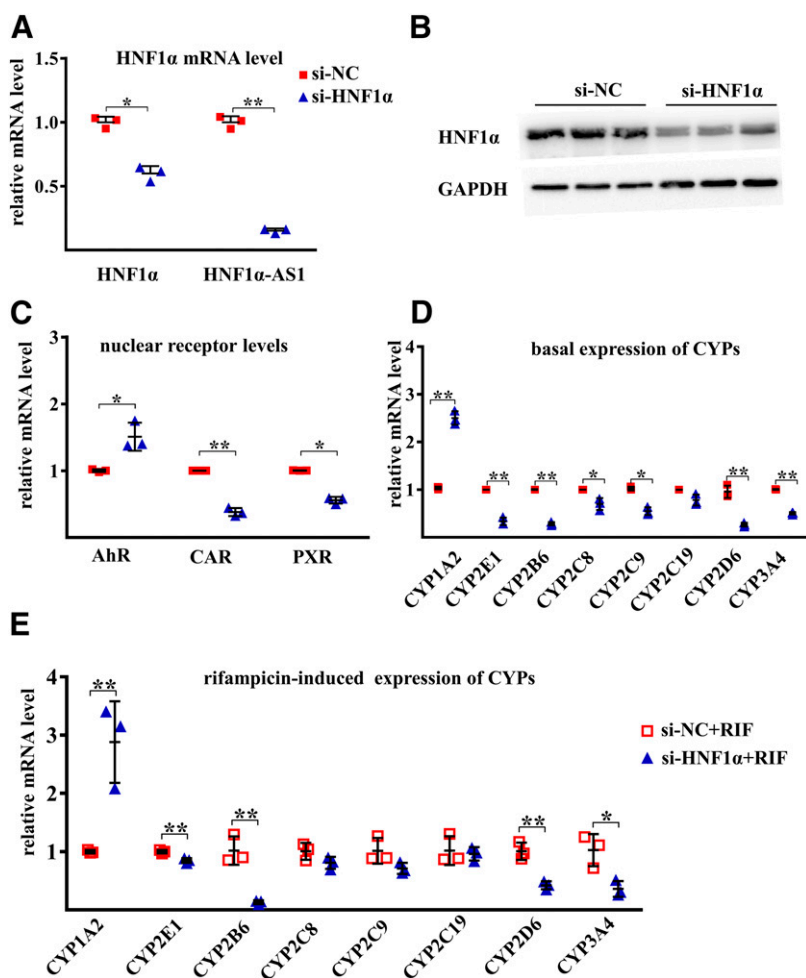 A
HNF1α mRNA level
si-NC
si-HNF1α
relative mRNA level
1.5
1.0
0.5
*
**
HNF1α
HNF1α-AS1
B
si-NC
si-HNF1α
HNF1α
GAPDH
C
nuclear receptor levels
relative mRNA level
3
2
1
*
**
*
AhR
CAR
PXR
D
basal expression of CYPs
relative mRNA level
4
3
2
1
**
**
**
*
*
**
**
CYP1A2
CYP2E1
CYP2B6
CYP2C8
CYP2C9
CYP2C19
CYP2D6
CYP3A4
E
rifampicin-induced expression of CYPs
relative mRNA level
4
3
2
1
**
**
**
**
*
si-NC+RIF
si-HNF1α+RIF
CYP1A2
CYP2E1
CYP2B6
CYP2C8
CYP2C9
CYP2C19
CYP2D6
CYP3A4